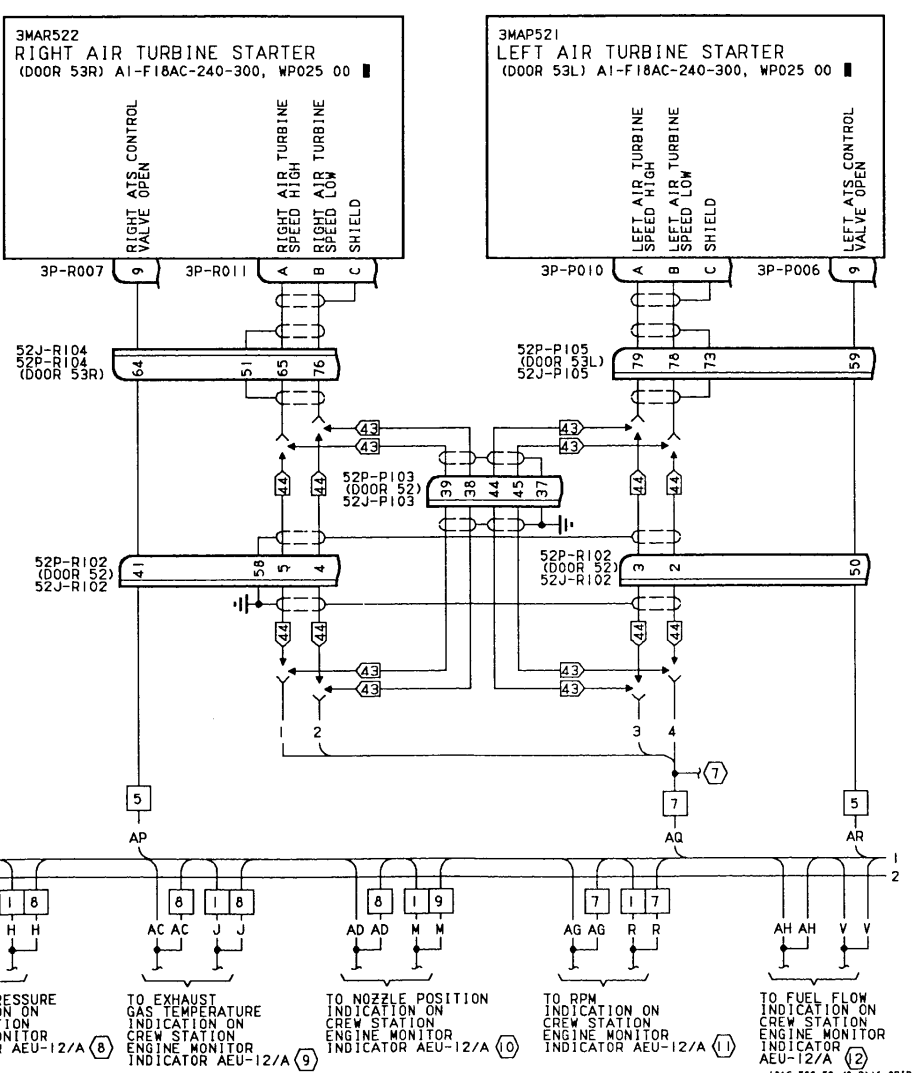 3MAR522
RIGHT AIR TURBINE STARTER
(DOOR 53R) A1-F18AC-240-300, WP025 00
RIGHT ATS CONTROL
VALVE OPEN
RIGHT AIR TURBINE
SPEED HIGH
RIGHT AIR TURBINE
SPEED LOW
SHIELD
3P-R007
9
3P-R011
A
B
C
3MAP521
LEFT AIR TURBINE STARTER
(DOOR 53L) A1-F18AC-240-300, WP025 00
LEFT AIR TURBINE
SPEED HIGH
LEFT AIR TURBINE
SPEED LOW
SHIELD
LEFT ATS CONTROL
VALVE OPEN
3P-P010
A
B
C
3P-P006
9
52J-R104
52P-R104
(DOOR 53R)
64
51
65
76
52P-P105
(DOOR 53L)
52J-P105
79
78
73
59
43
43
43
43
44
44
44
44
52P-P103
(DOOR 52)
52J-P103
39
38
44
45
37
52P-R102
(DOOR 52)
52J-R102
41
58
5
4
52P-R102
(DOOR 52)
52J-R102
3
2
50
44
44
44
44
43
43
43
43
1
2
3
4
7
5
7
5
AP
AQ
AR
1
2
1
8
8
1
8
8
1
9
7
1
7
H
H
AC
AC
J
J
AD
AD
M
M
AG
AG
R
R
AH
AH
V
V
RESSURE
ON ON
TION
ONITOR
R AEU-12/A 8
TO EXHAUST
GAS TEMPERATURE
INDICATION ON
CREW STATION
ENGINE MONITOR
INDICATOR AEU-12/A 9
TO NOZZLE POSITION
INDICATION ON
CREW STATION
ENGINE MONITOR
INDICATOR AEU-12/A 10
TO RPM
INDICATION ON
CREW STATION
ENGINE MONITOR
INDICATOR AEU-12/A 11
TO FUEL FLOW
INDICATION ON
CREW STATION
ENGINE MONITOR
INDICATOR
AEU-12/A 12